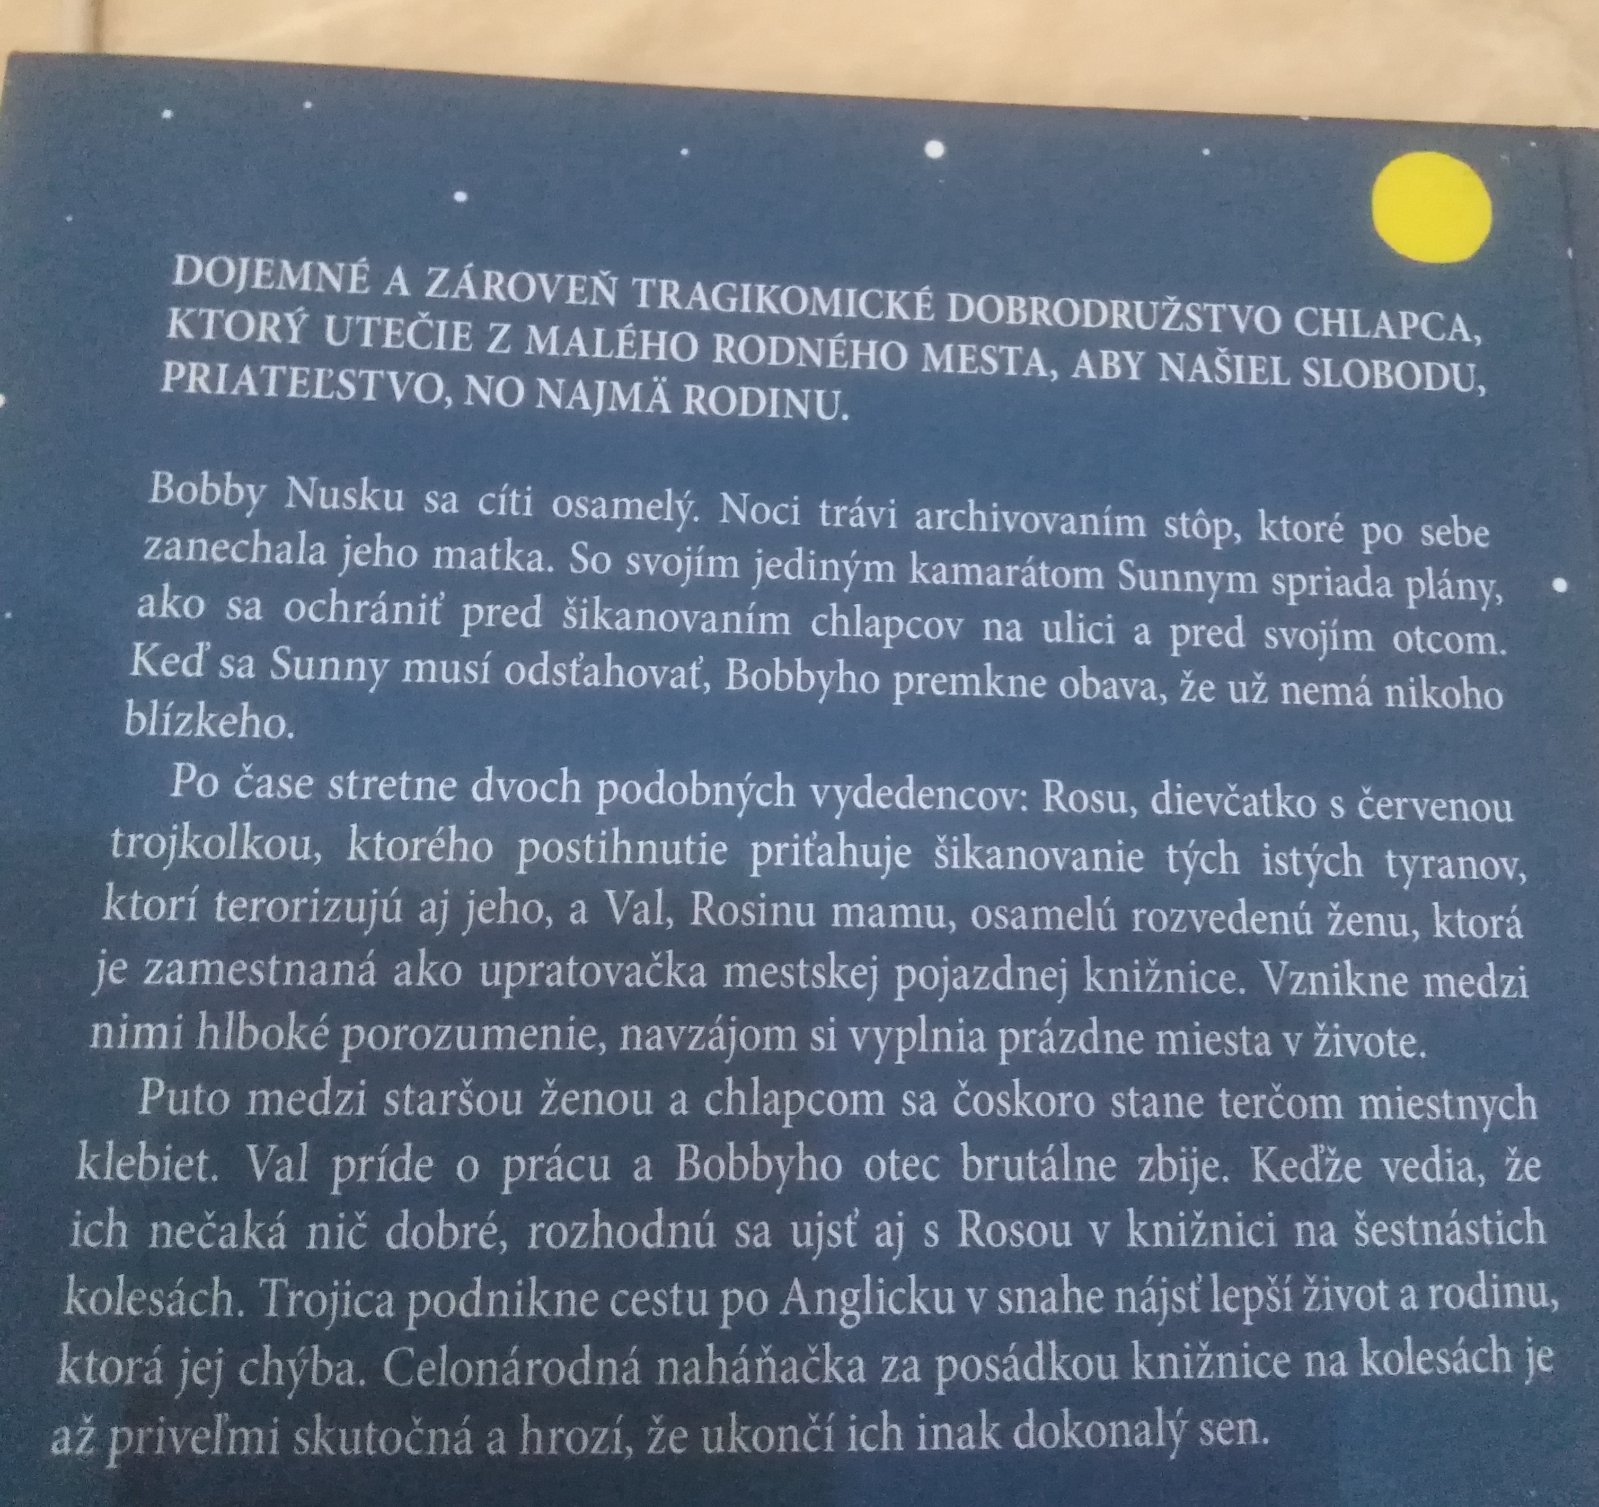 DOJEMNÉ A ZÁROVEŇ TRAGIKOMICKÉ DOBRODRUŽSTVO CHLAPCA,
KTORÝ UTEČIE Z MALÉHO RODNÉHO MESTA, ABY NAŠIEL SLOBODU,
PRIATEĽSTVO, NO NAJMÄ RODINU.
Bobby Nusku sa cíti osamelý. Noci trávi archivovaním stôp, ktoré po sebe
zanechala jeho matka. So svojím jediným kamarátom Sunnym spriada plány,
ako sa ochrániť pred šikanovaním chlapcov na ulici a pred svojím otcom.
Keď sa Sunny musí odsťahovať, Bobbyho premkne obava, že už nemá nikoho
blízkeho.
Po čase stretne dvoch podobných vydedencov: Rosu, dievčatko s červenou
trojkolkou, ktorého postihnutie priťahuje šikanovanie tých istých tyranov,
ktorí terorizujú aj jeho, a Val, Rosinu mamu, osamelú rozvedenú ženu, ktorá
je zamestnaná ako upratovačka mestskej pojazdnej knižnice. Vznikne medzi
nimi hlboké porozumenie, navzájom si vyplnia prázdne miesta v živote.
Puto medzi staršou ženou a chlapcom sa čoskoro stane terčom miestnych
klebiet. Val príde o prácu a Bobbyho otec brutálne zbije. Keďže vedia, že
ich nečaká nič dobré, rozhodnú sa ujsť aj s Rosou v knižnici na šestnástich
kolesách. Trojica podnikne cestu po Anglicku v snahe nájsť lepší život a rodinu,
ktorá jej chýba. Celonárodná naháňačka za posádkou knižnice na kolesách je
až priveľmi skutočná a hrozí, že ukončí ich inak dokonalý sen.